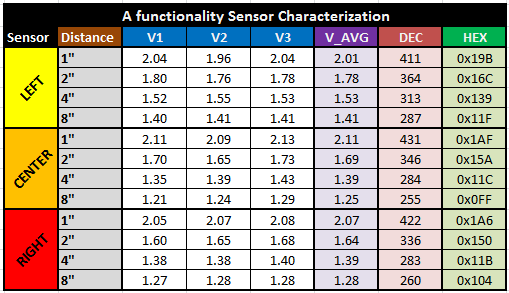 A functionality Sensor Characterization
Sensor Distance V1 V2 V3 V_AVG DEC HEX
LEFT
1" 2.04 1.96 2.04 2.01 411 0x19B
2" 1.80 1.76 1.78 1.78 364 0x16C
4" 1.52 1.55 1.53 1.53 313 0x139
8" 1.40 1.41 1.41 1.41 287 0x11F
CENTER
1" 2.11 2.09 2.13 2.11 431 0x1AF
2" 1.70 1.65 1.73 1.69 346 0x15A
4" 1.35 1.39 1.43 1.39 284 0x11C
8" 1.21 1.24 1.29 1.25 255 0x0FF
RIGHT
1" 2.05 2.07 2.08 2.07 422 0x1A6
2" 1.60 1.65 1.68 1.64 336 0x150
4" 1.38 1.38 1.40 1.39 283 0x11B
8" 1.27 1.28 1.28 1.28 260 0x104